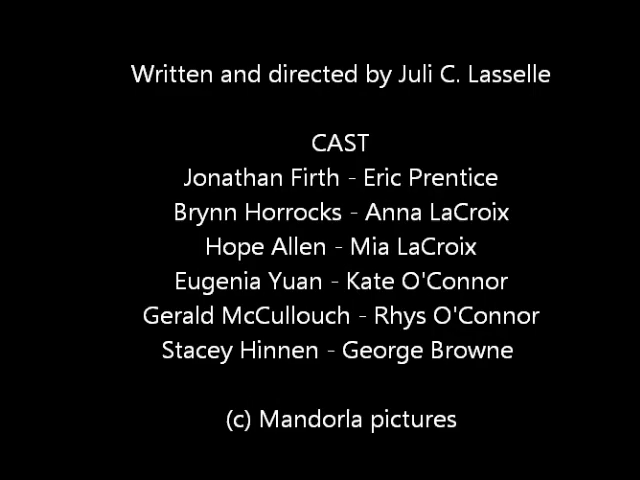 Written and directed by Juli C. Lasselle
CAST
Jonathan Firth - Eric Prentice
Brynn Horrocks - Anna LaCroix
Hope Allen - Mia LaCroix
Eugenia Yuan - Kate O'Connor
Gerald McCullouch - Rhys O'Connor
Stacey Hinnen - George Browne
(c) Mandorla pictures